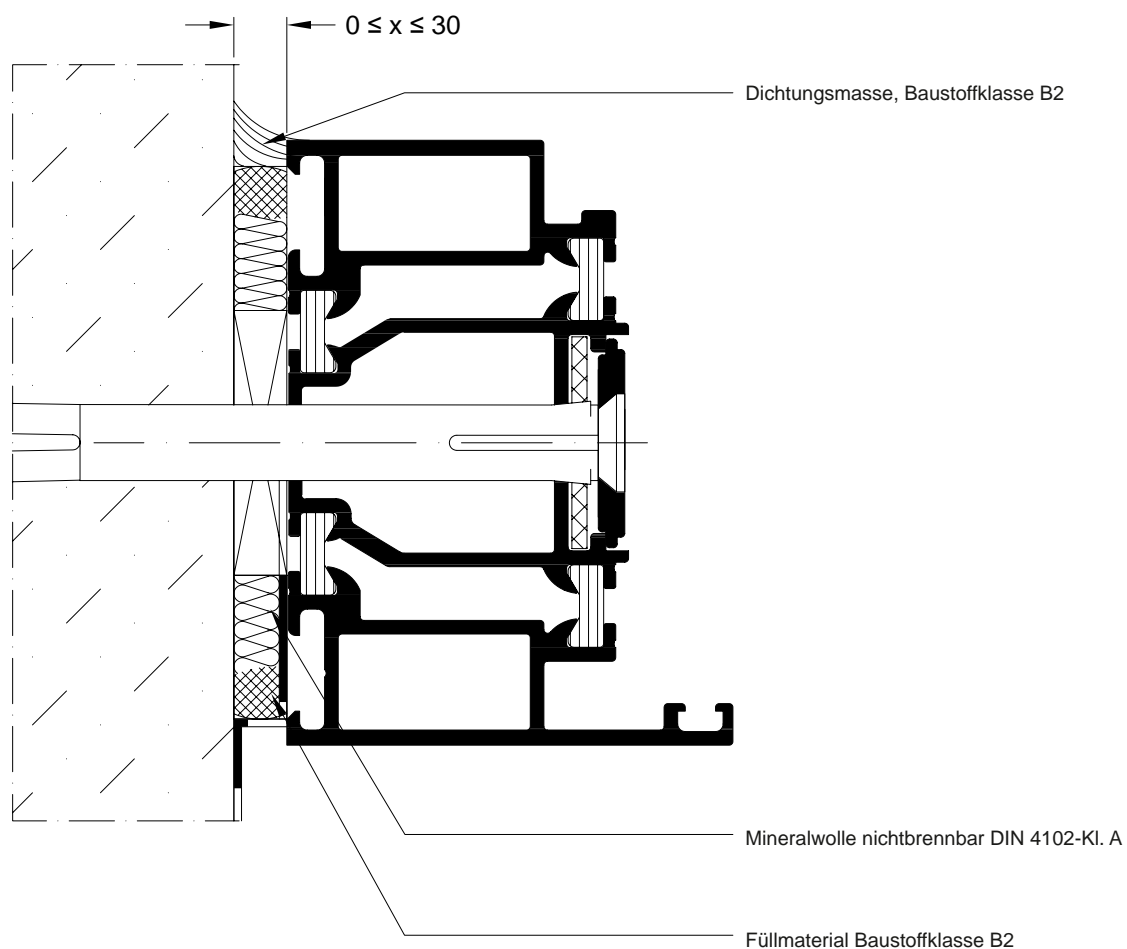 0 ≤ x ≤ 30
Dichtungsmasse, Baustoffklasse B2
Mineralwolle nichtbrennbar DIN 4102-Kl. A
Füllmaterial Baustoffklasse B2